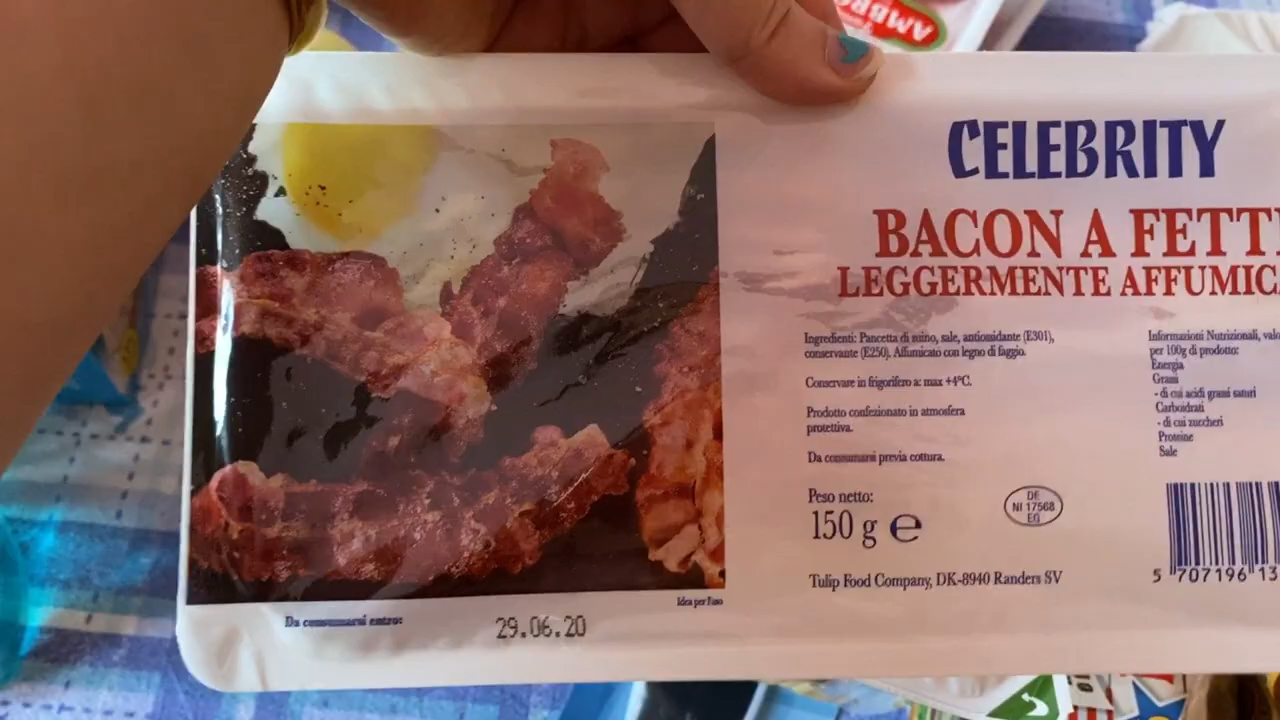 AMBRO
CELEBRITY
BACON A FETT
LEGGERMENTE AFFUMIC
Ingredienti: Pancetta di suino, sale, antiossidante (E301),
conservante (E250). Affumicato con legno di faggio.
Conservare in frigorifero a: max +4°C.
Prodotto confezionato in atmosfera
protettiva.
Da consumarsi previa cottura.
Peso netto:
150 g e
DE
NI 17568
EG
Tulip Food Company, DK-8940 Randers SV
Informazioni Nutrizionali, valo
per 100g di prodotto:
Energia
Grassi
- di cui acidi grassi saturi
Carboidrati
- di cui zuccheri
Proteine
Sale
5 707196 13
Idea per l'uso
Da consumarsi entro:
29.06.20